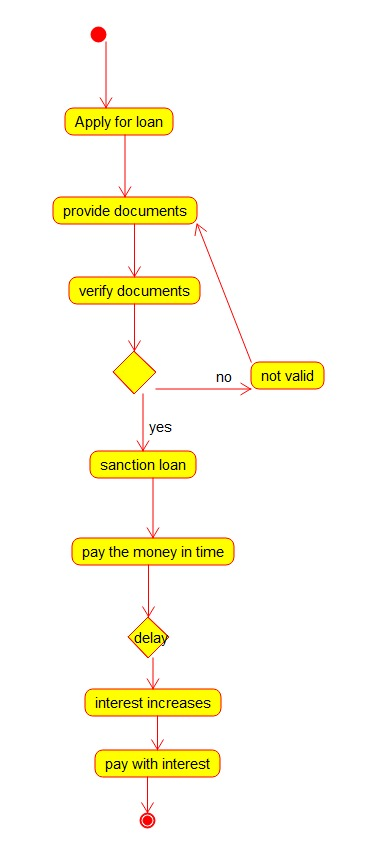 Apply for loan
provide documents
verify documents
no
not valid
yes
sanction loan
pay the money in time
delay
interest increases
pay with interest